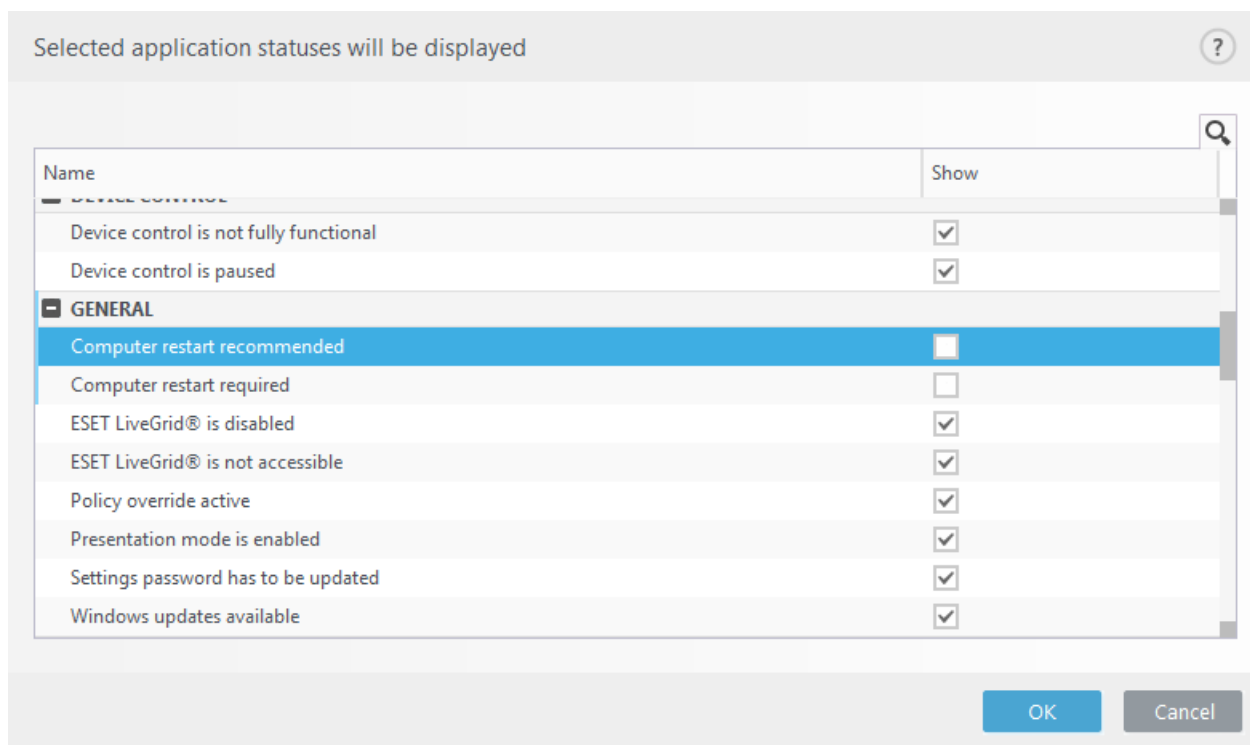 Selected application statuses will be displayed
?
Name Show
DEVICE CONTROL
Device control is not fully functional
Device control is paused
GENERAL
Computer restart recommended
Computer restart required
ESET LiveGrid® is disabled
ESET LiveGrid® is not accessible
Policy override active
Presentation mode is enabled
Settings password has to be updated
Windows updates available
OK Cancel